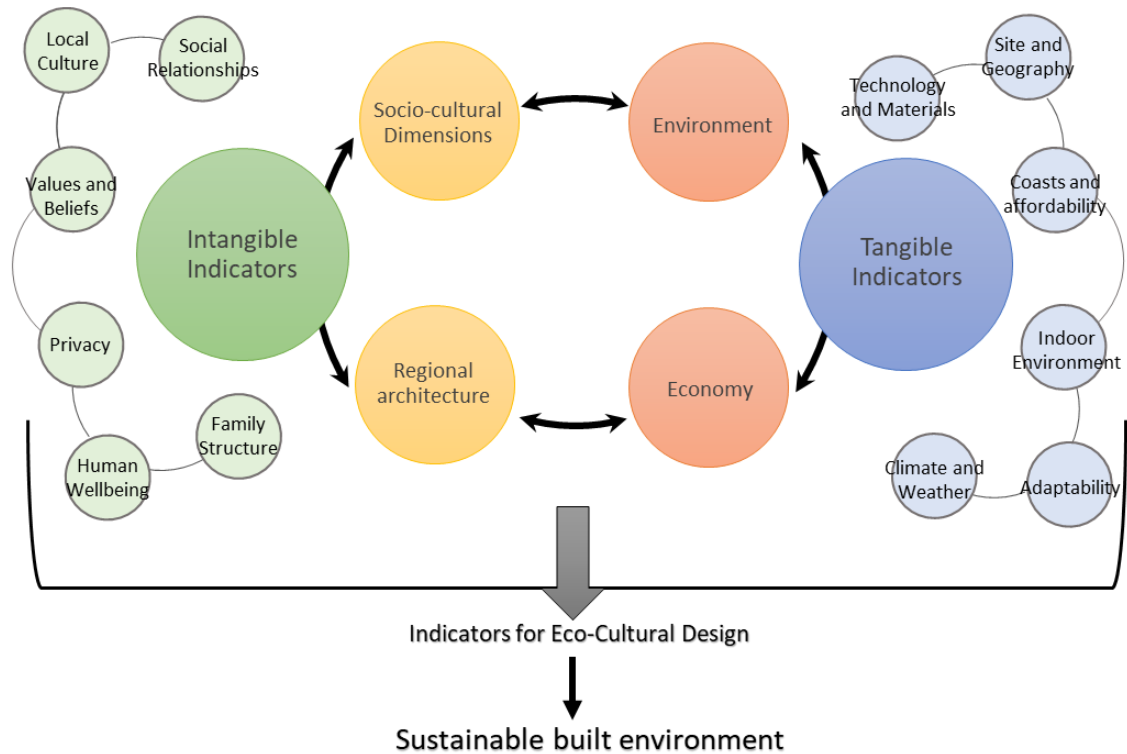 Local
Culture
Social
Relationships
Values and
Beliefs
Privacy
Human
Wellbeing
Family
Structure
Intangible
Indicators
Socio-cultural
Dimensions
Regional
architecture
Environment
Economy
Tangible
Indicators
Technology
and Materials
Site and
Geography
Coasts and
affordability
Indoor
Environment
Adaptability
Climate and
Weather
Indicators for Eco-Cultural Design
Sustainable built environment